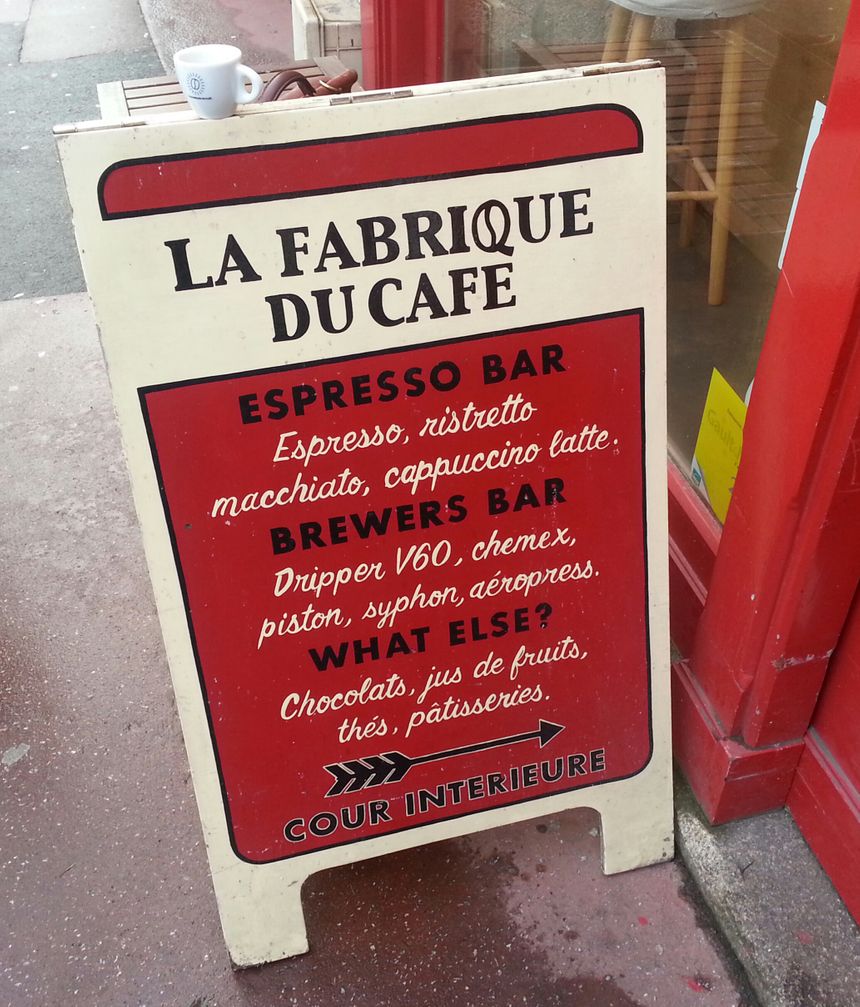 LA FABRIQUE
DU CAFE
ESPRESSO BAR
Espresso, ristretto
macchiato, cappuccino latte.
BREWERS BAR
Dripper V60, chemex,
piston, syphon, aéropress.
WHAT ELSE?
Chocolats, jus de fruits,
thés, pâtisseries.
COUR INTERIEURE